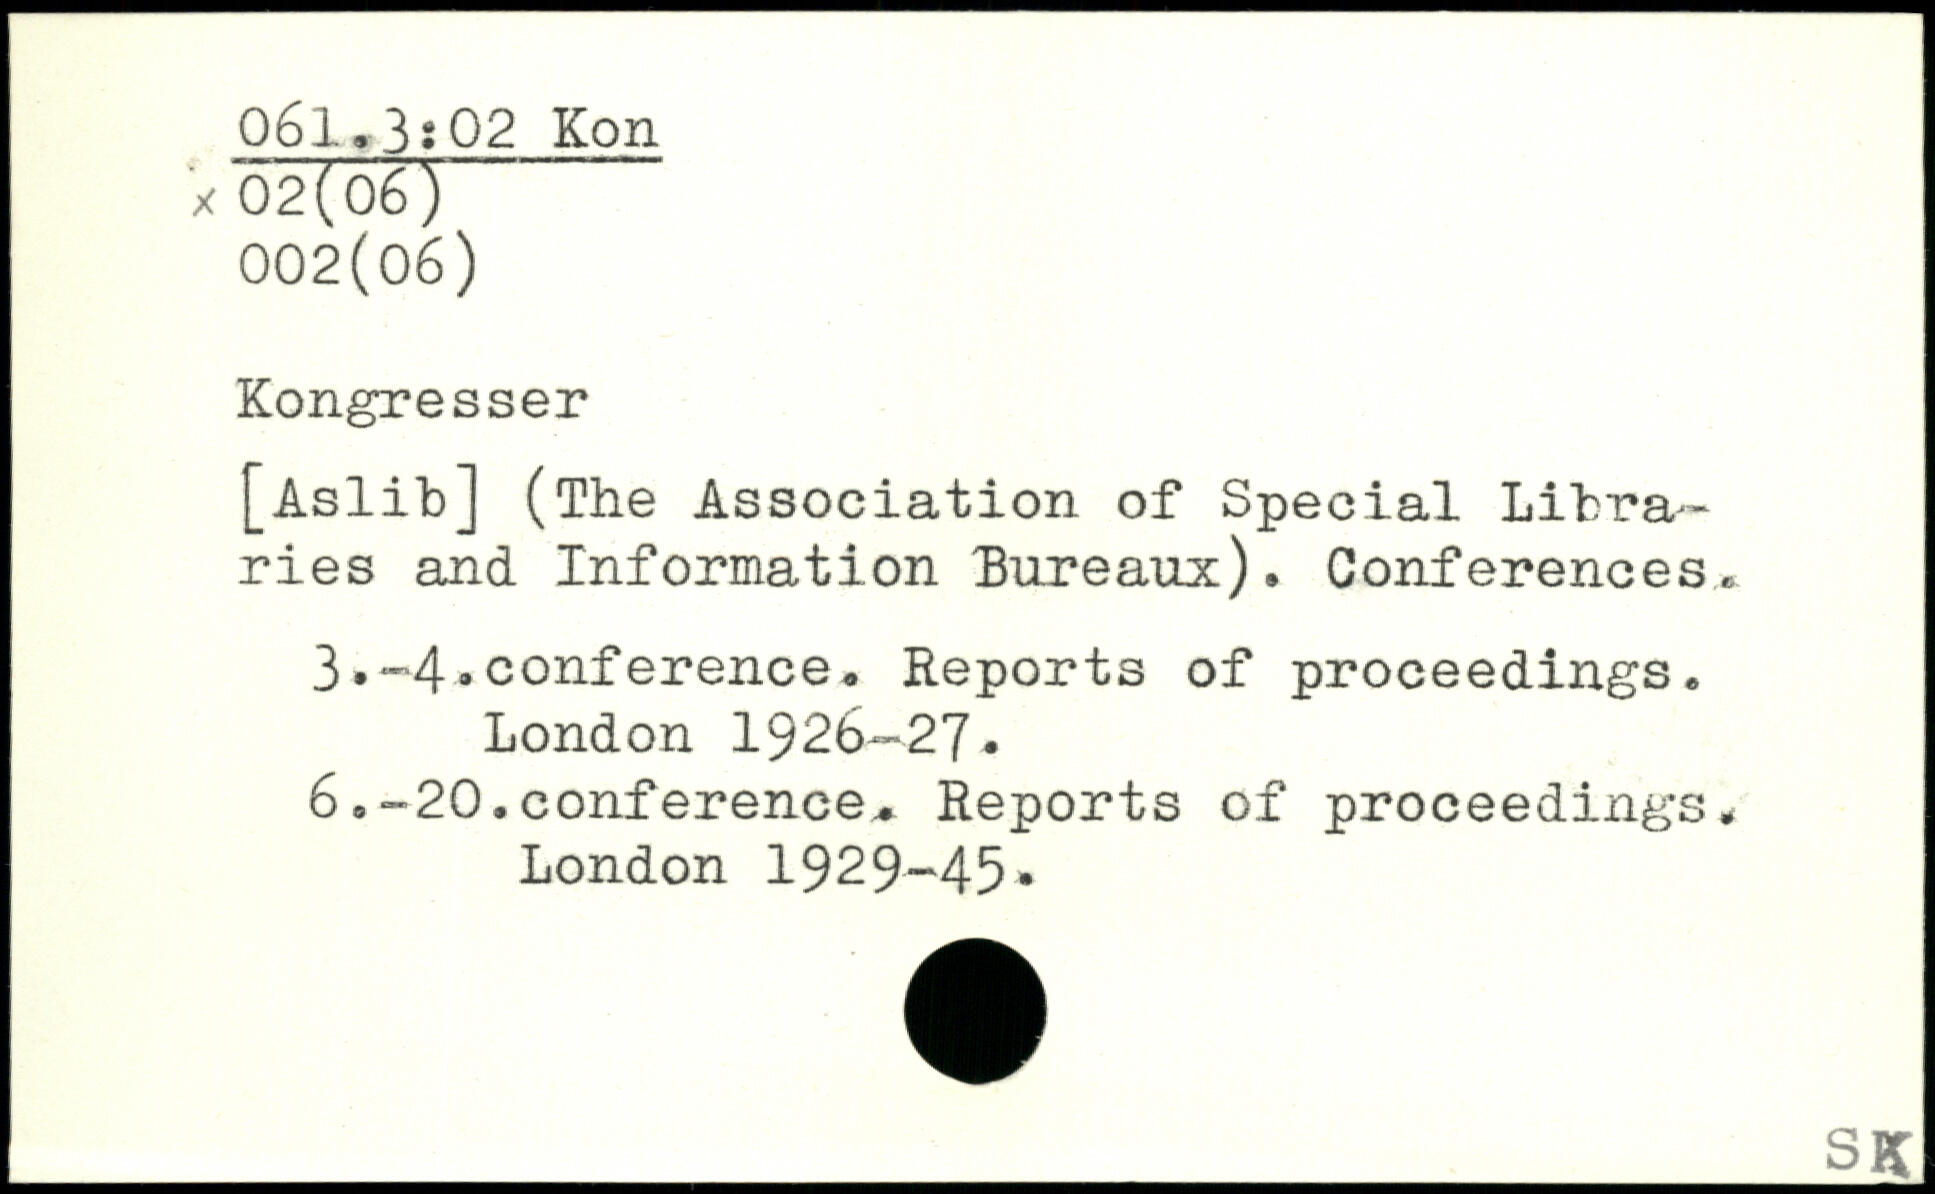 061.3:02 Kon
x 02(06)
002(06)
Kongresser
[Aslib] (The Association of Special Libra-
ries and Information Bureaux). Conferences.
3.-4.conference. Reports of proceedings.
London 1926-27.
6.-20.conference. Reports of proceedings.
London 1929-45.
SK